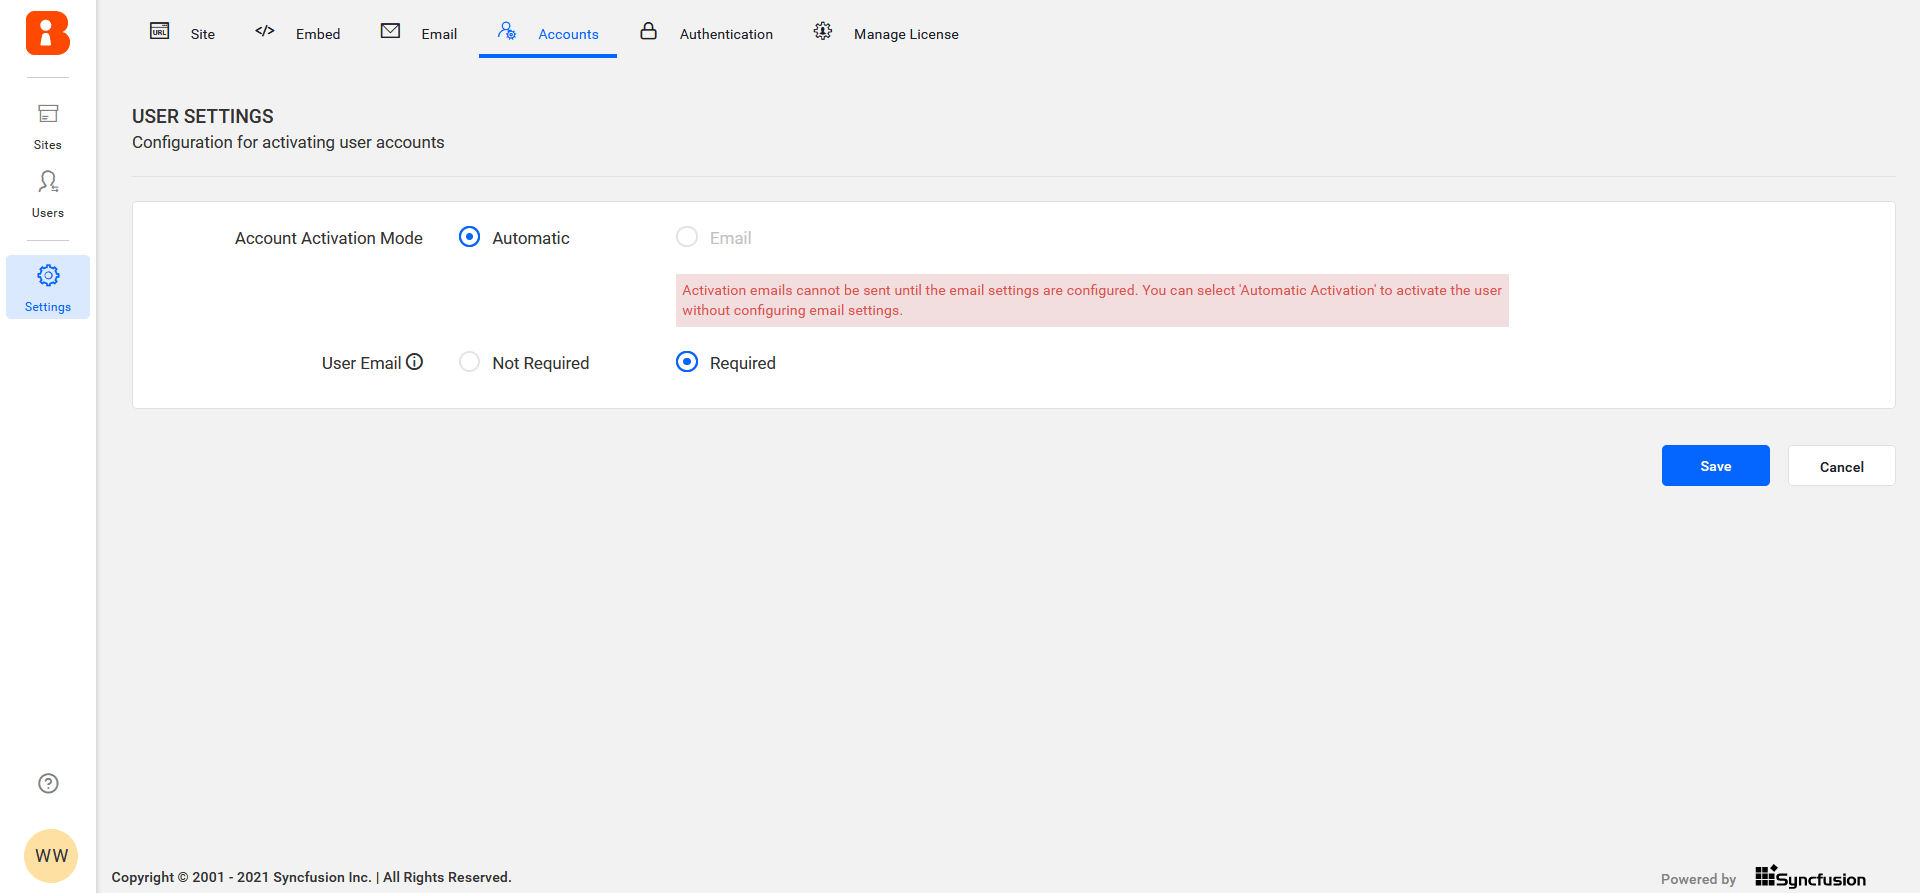 URL
Site
Embed
Email
Accounts
Authentication
Manage License
Sites
Users
Settings
WW
USER SETTINGS
Configuration for activating user accounts
Account Activation Mode
Automatic
Email
Activation emails cannot be sent until the email settings are configured. You can select 'Automatic Activation' to activate the user
without configuring email settings.
User Email
Not Required
Required
Save
Cancel
Copyright © 2001 - 2021 Syncfusion Inc. | All Rights Reserved.
Powered by
Syncfusion